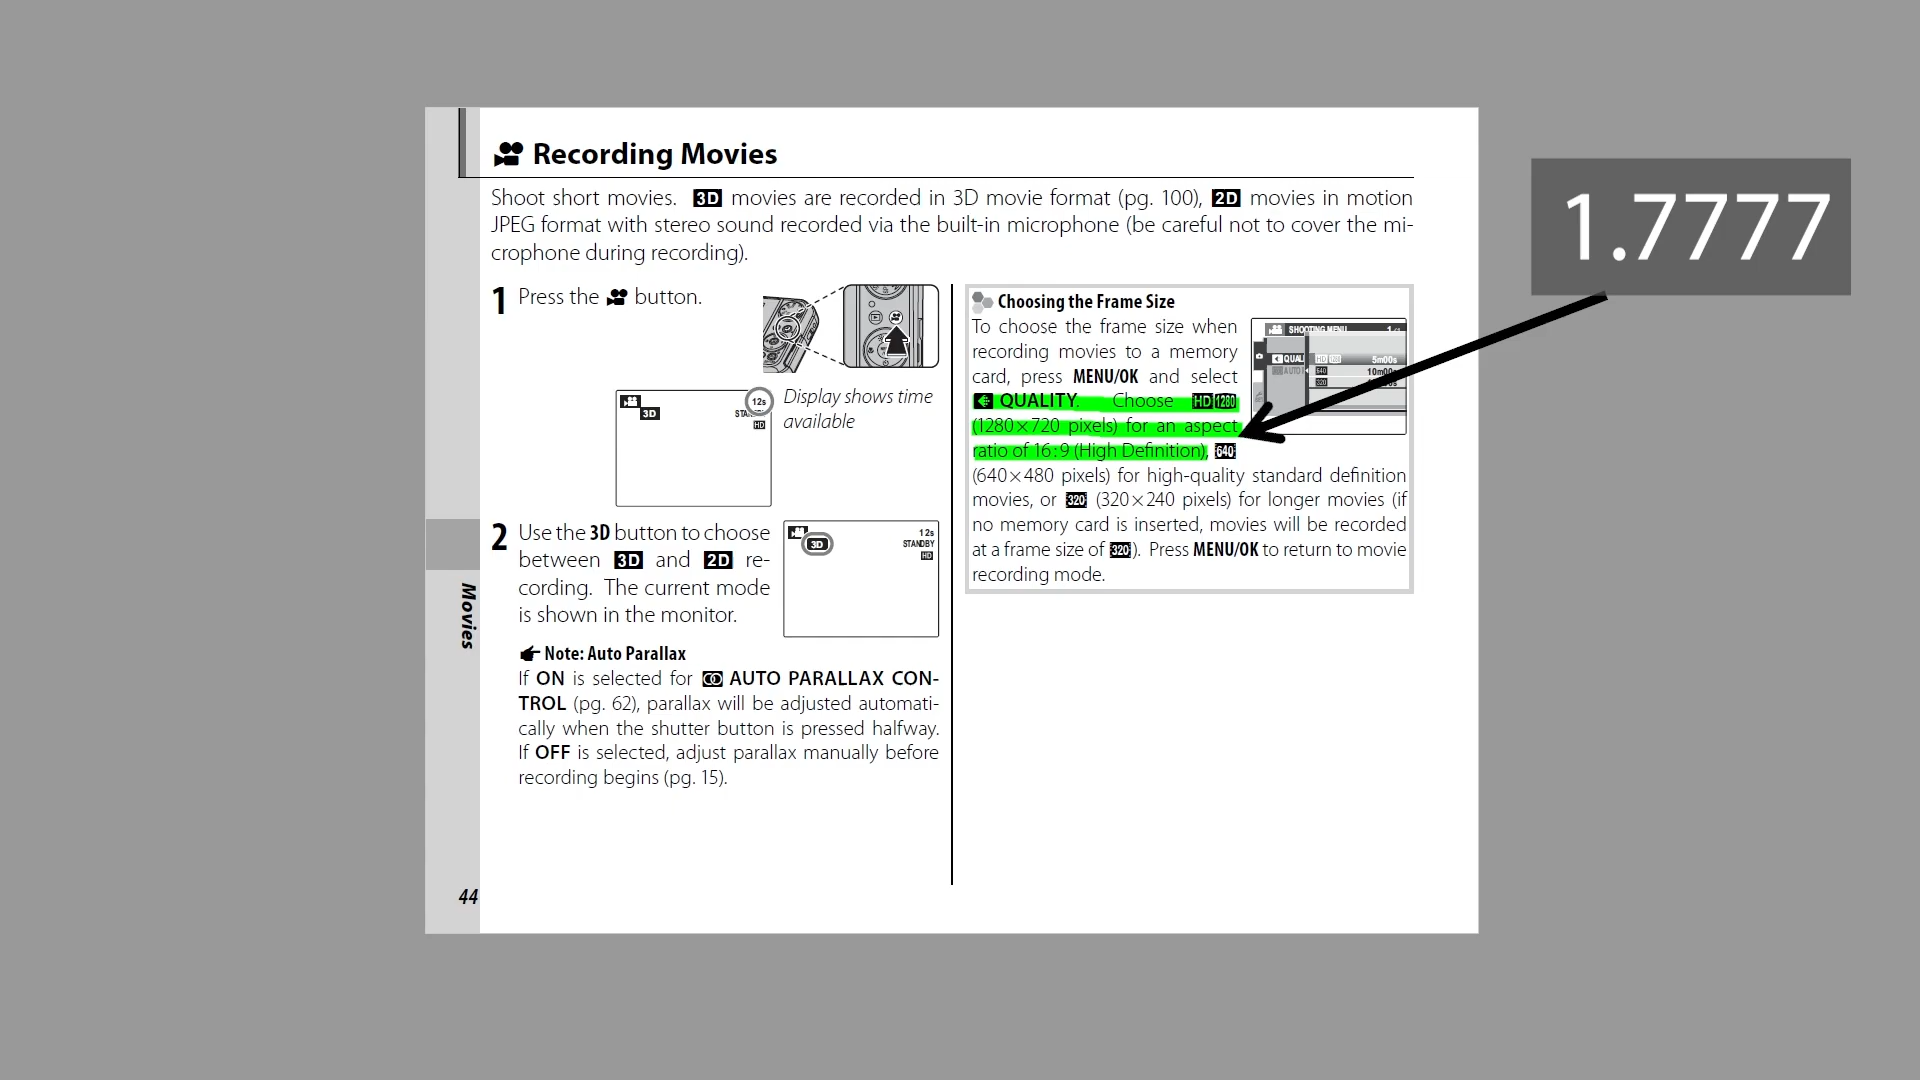 Recording Movies
Shoot short movies. 3D movies are recorded in 3D movie format (pg. 100), 2D movies in motion
JPEG format with stereo sound recorded via the built-in microphone (be careful not to cover the mi-
crophone during recording).
1 Press the button.
12s
3D
HD
Display shows time
available
2 Use the 3D button to choose
between 3D and 2D re-
cording. The current mode
is shown in the monitor.
3D
12s
STANDBY
HD
Note: Auto Parallax
If ON is selected for AUTO PARALLAX CON-
TROL (pg. 62), parallax will be adjusted automati-
cally when the shutter button is pressed halfway.
If OFF is selected, adjust parallax manually before
recording begins (pg. 15).
Choosing the Frame Size
To choose the frame size when
recording movies to a memory
card, press MENU/OK and select
QUALITY. Choose HD 1280
(1280×720 pixels) for an aspect
ratio of 16:9 (High Definition), 640
(640×480 pixels) for high-quality standard definition
movies, or 320 (320×240 pixels) for longer movies (if
no memory card is inserted, movies will be recorded
at a frame size of 320). Press MENU/OK to return to movie
recording mode.
SHOOTING MENU
5m00s
640 10m00s
320
Movies
44
1.7777